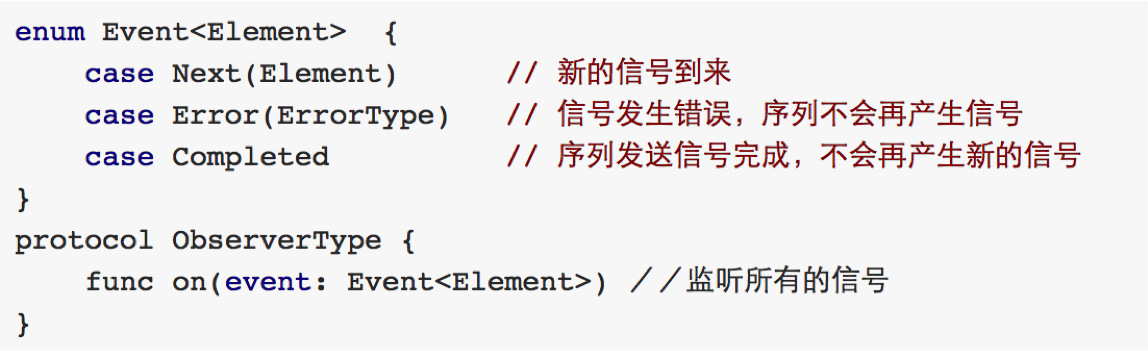 enum Event<Element>  {
    case Next(Element)      // 新的信号到来
    case Error(ErrorType)   // 信号发生错误，序列不会再产生信号
    case Completed          // 序列发送信号完成，不会再产生新的信号
}
protocol ObserverType {
    func on(event: Event<Element>) ／／监听所有的信号
}